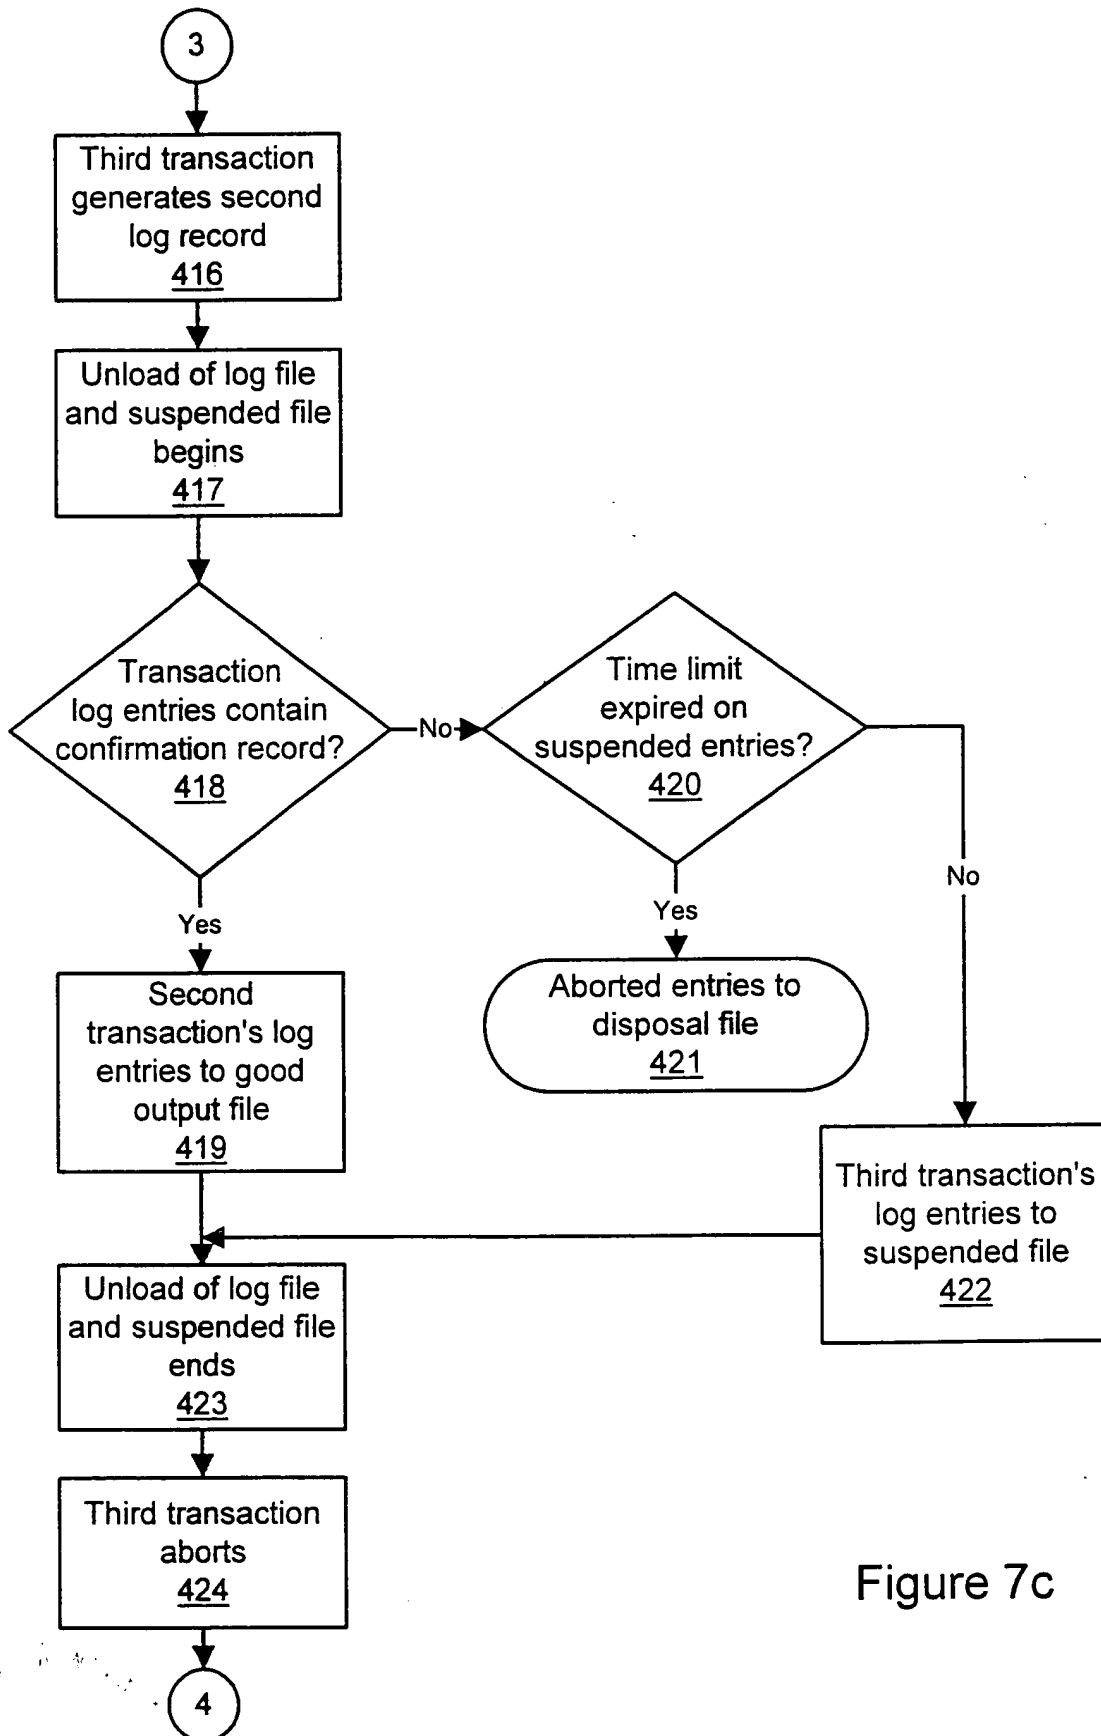 3
Third transaction
generates second
log record
416
Unload of log file
and suspended file
begins
417
Transaction
log entries contain
confirmation record?
418
No
Time limit
expired on
suspended entries?
420
No
Yes
Yes
Second
transaction's log
entries to good
output file
419
Aborted entries to
disposal file
421
Third transaction's
log entries to
suspended file
422
Unload of log file
and suspended file
ends
423
Third transaction
aborts
424
Figure 7c
4